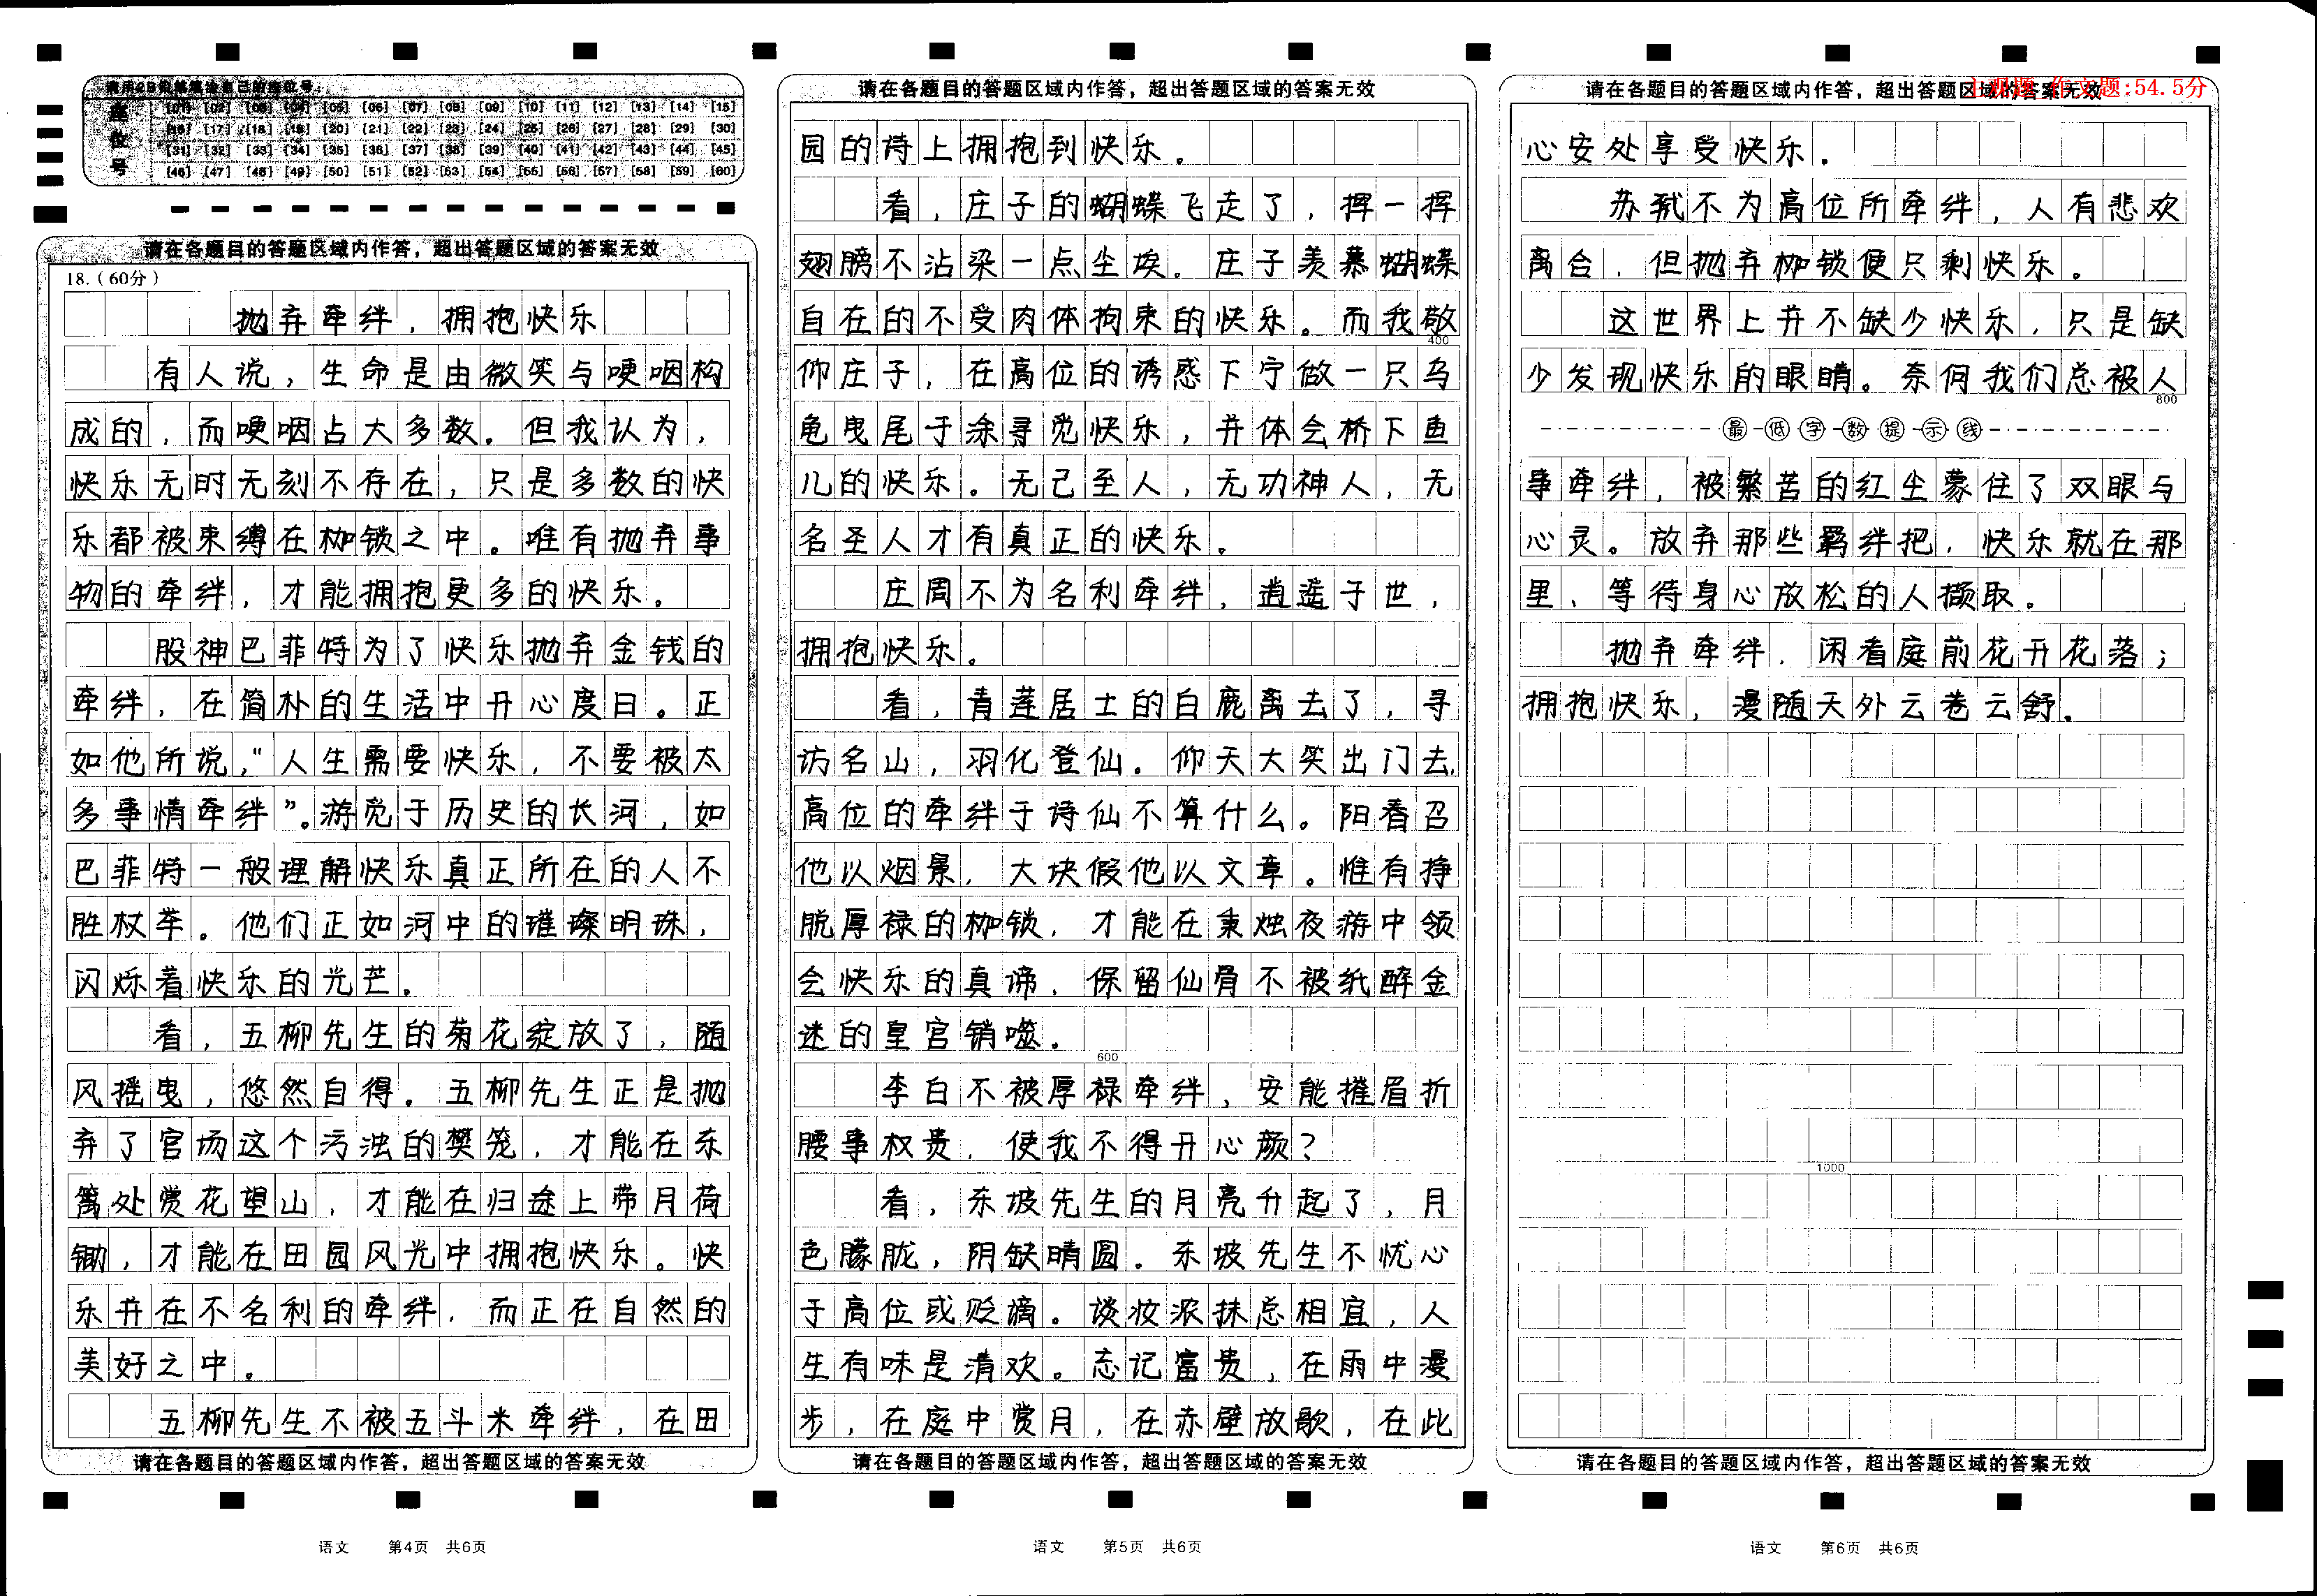 请用2B铅笔填涂自己的座位号：
座位号
[01] [02] [03] [04] [05] [06] [07] [08] [09] [10] [11] [12] [13] [14] [15]
[16] [17] [18] [19] [20] [21] [22] [23] [24] [25] [26] [27] [28] [29] [30]
[31] [32] [33] [34] [35] [36] [37] [38] [39] [40] [41] [42] [43] [44] [45]
[46] [47] [48] [49] [50] [51] [52] [53] [54] [55] [56] [57] [58] [59] [60]
请在各题目的答题区域内作答，超出答题区域的答案无效
18.（60分）
抛弃牵绊，拥抱快乐
有人说，生命是由微笑与哽咽构
成的，而哽咽占大多数。但我认为，
快乐无时无刻不存在，只是多数的快
乐都被束缚在枷锁之中。唯有抛弃事
物的牵绊，才能拥抱更多的快乐。
股神巴菲特为了快乐抛弃金钱的
牵绊，在简朴的生活中开心度日。正
如他所说，“人生需要快乐，不要被太
多事情牵绊”。游览于历史的长河，如
巴菲特一般理解快乐真正所在的人不
胜枚举。他们正如河中的璀璨明珠，
闪烁着快乐的光芒。
看，五柳先生的菊花绽放了，随
风摇曳，悠然自得。五柳先生正是抛
弃了官场这个污浊的樊笼，才能在东
篱处赏花望山，才能在归途上带月荷
锄，才能在田园风光中拥抱快乐。快
乐并在不名利的牵绊，而正在自然的
美好之中。
五柳先生不被五斗米牵绊，在田
请在各题目的答题区域内作答，超出答题区域的答案无效
语文 第4页 共6页
请在各题目的答题区域内作答，超出答题区域的答案无效
园的诗上拥抱到快乐。
看，庄子的蝴蝶飞走了，挥一挥
翅膀不沾染一点尘埃。庄子羡慕蝴蝶
自在的不受肉体拘束的快乐。而我敬
400
仰庄子，在高位的诱惑下宁做一只乌
龟曳尾于涂寻觅快乐，并体会桥下鱼
儿的快乐。无己至人，无功神人，无
名圣人才有真正的快乐。
庄周不为名利牵绊，逍遥于世，
拥抱快乐。
看，青莲居士的白鹿离去了，寻
访名山，羽化登仙。仰天大笑出门去，
高位的牵绊于诗仙不算什么。阳春召
他以烟景，大块假他以文章。惟有挣
脱厚禄的枷锁，才能在秉烛夜游中领
会快乐的真谛，保留仙骨不被纸醉金
迷的皇宫销噬。
600
李白不被厚禄牵绊，安能摧眉折
腰事权贵，使我不得开心颜？
看，东坡先生的月亮升起了，月
色朦胧，阴缺晴圆。东坡先生不忧心
于高位或贬谪。淡妆浓抹总相宜，人
生有味是清欢。忘记富贵，在雨中漫
步，在庭中赏月，在赤壁放歌，在此
请在各题目的答题区域内作答，超出答题区域的答案无效
语文 第5页 共6页
请在各题目的答题区域内作答，超出答题区域的答案无效
主观题_作文题:54.5分
心安处享受快乐。
苏轼不为高位所牵绊，人有悲欢
离合，但抛弃枷锁便只剩快乐。
这世界上并不缺少快乐，只是缺
少发现快乐的眼睛。奈何我们总被人
800
最低字数提示线
事牵绊，被繁苦的红尘蒙住了双眼与
心灵。放弃那些羁绊把，快乐就在那
里、等待身心放松的人撷取。
抛弃牵绊，闲看庭前花开花落；
拥抱快乐，漫随天外云卷云舒。
1000
请在各题目的答题区域内作答，超出答题区域的答案无效
语文 第6页 共6页